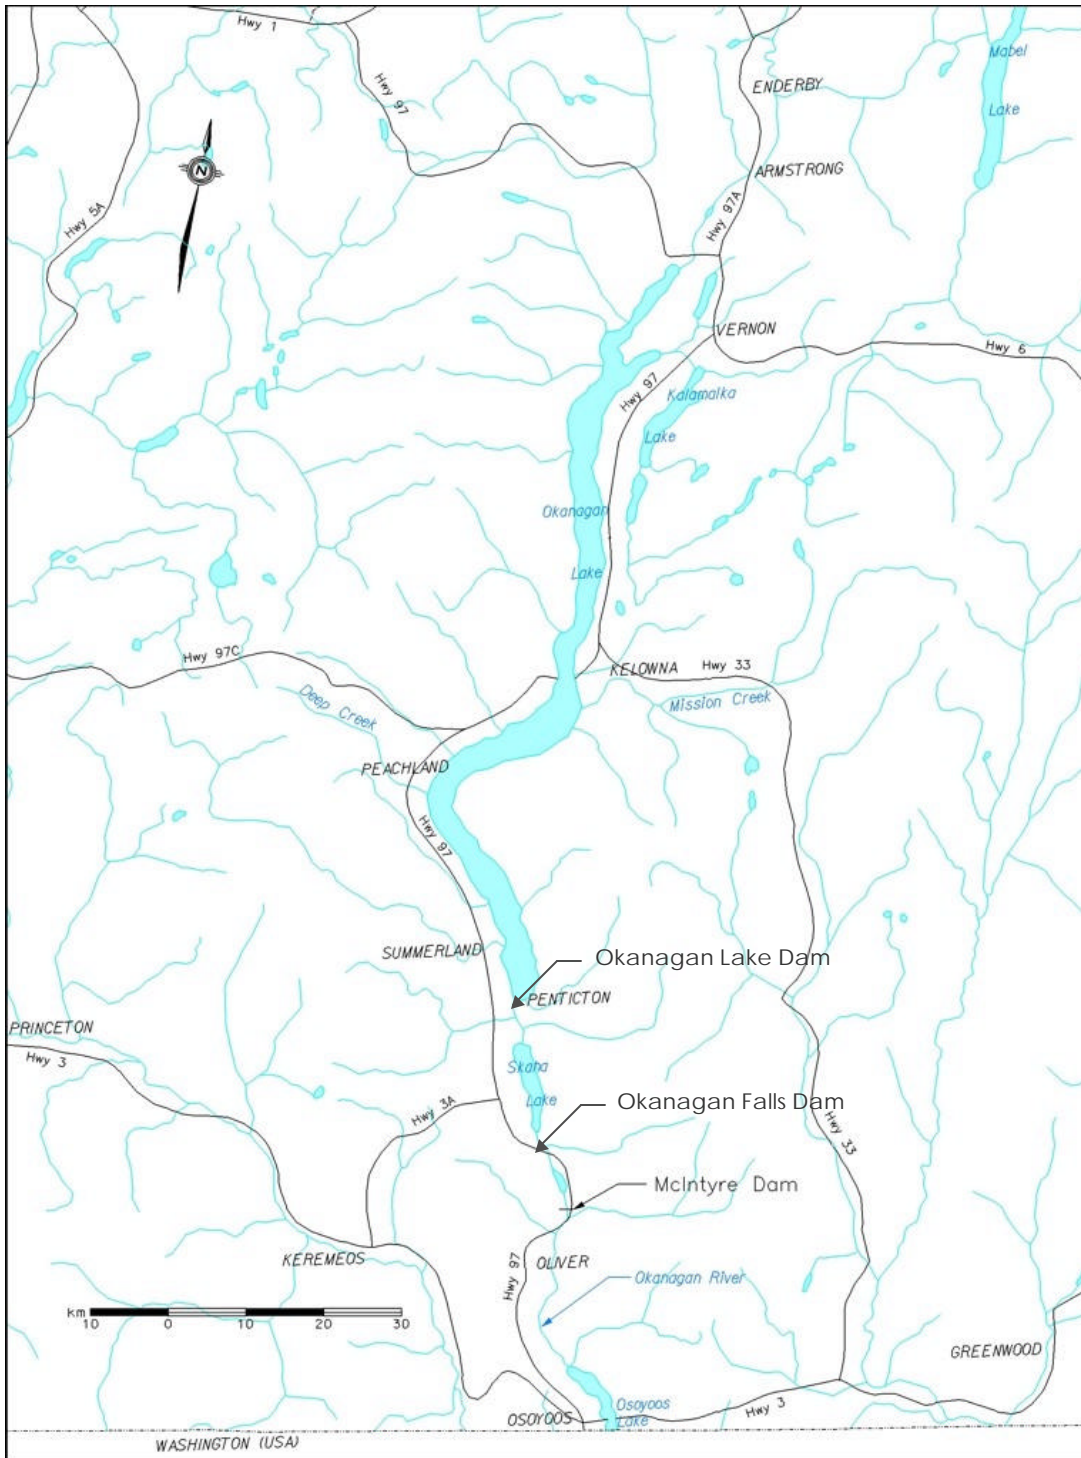 Hwy 1
Mabel
Lake
Hwy 97
ENDERBY
ARMSTRONG
N
Hwy 97A
Hwy 5A
VERNON
Hwy 6
Hwy 97
Kalamalka
Lake
Okanagan
Lake
Hwy 97C
KELOWNA
Hwy 33
Deep Creek
Mission Creek
PEACHLAND
Hwy 97
SUMMERLAND
Okanagan Lake Dam
PENTICTON
PRINCETON
Hwy 3
Skaha
Lake
Hwy 3A
Okanagan Falls Dam
Hwy 33
McIntyre Dam
KEREMEOS
OLIVER
Hwy 97
Okanagan River
km
10 0 10 20 30
GREENWOOD
Osoyoos
Lake
OSOYOOS
Hwy 3
WASHINGTON (USA)